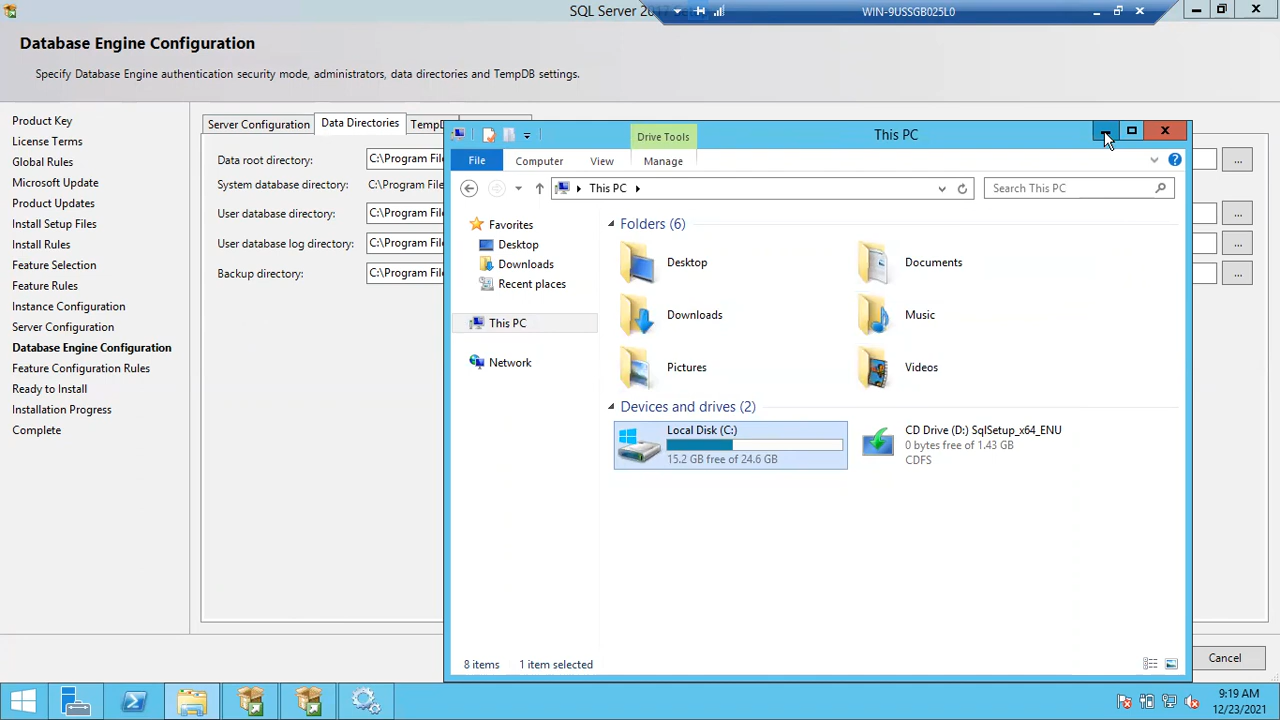 SQL Server 2017
WIN-9USSGB025L0
Database Engine Configuration
Specify Database Engine authentication security mode, administrators, data directories and TempDB settings.
Product Key
License Terms
Global Rules
Microsoft Update
Product Updates
Install Setup Files
Install Rules
Feature Selection
Feature Rules
Instance Configuration
Server Configuration
Database Engine Configuration
Feature Configuration Rules
Ready to Install
Installation Progress
Complete
Server Configuration
Data Directories
TempD
Data root directory:
C:\Program File
...
System database directory:
C:\Program File
User database directory:
C:\Program File
...
User database log directory:
C:\Program File
...
Backup directory:
C:\Program File
...
Cancel
Drive Tools
This PC
File
Computer
View
Manage
This PC
Search This PC
Favorites
Desktop
Downloads
Recent places
This PC
Network
Folders (6)
Desktop
Documents
Downloads
Music
Pictures
Videos
Devices and drives (2)
Local Disk (C:)
15.2 GB free of 24.6 GB
CD Drive (D:) SqlSetup_x64_ENU
0 bytes free of 1.43 GB
CDFS
8 items
1 item selected
9:19 AM
12/23/2021